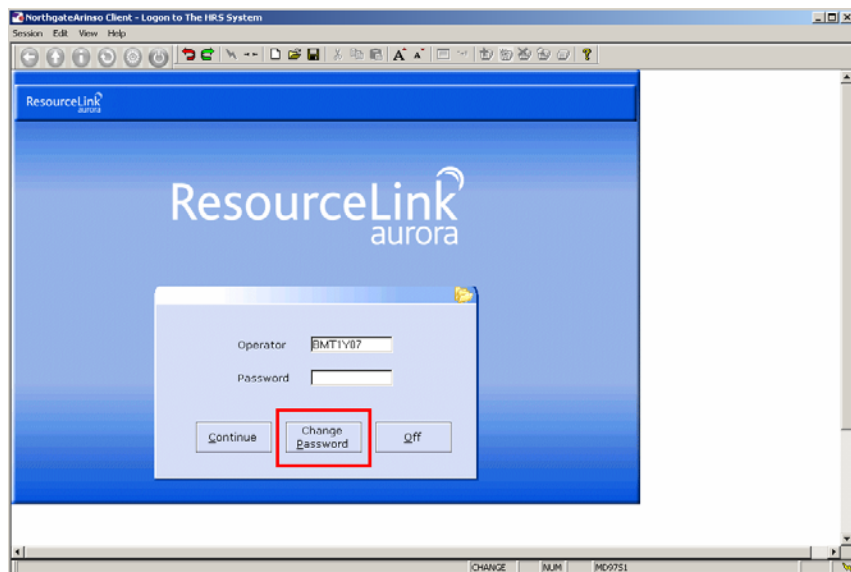 NorthgateArinso Client - Logon to The HRS System
Session Edit View Help
A A
ResourceLink
aurora
ResourceLink
aurora
Operator BMT1Y07
Password
Continue
Change
Password
Off
CHANGE NUM MD9751